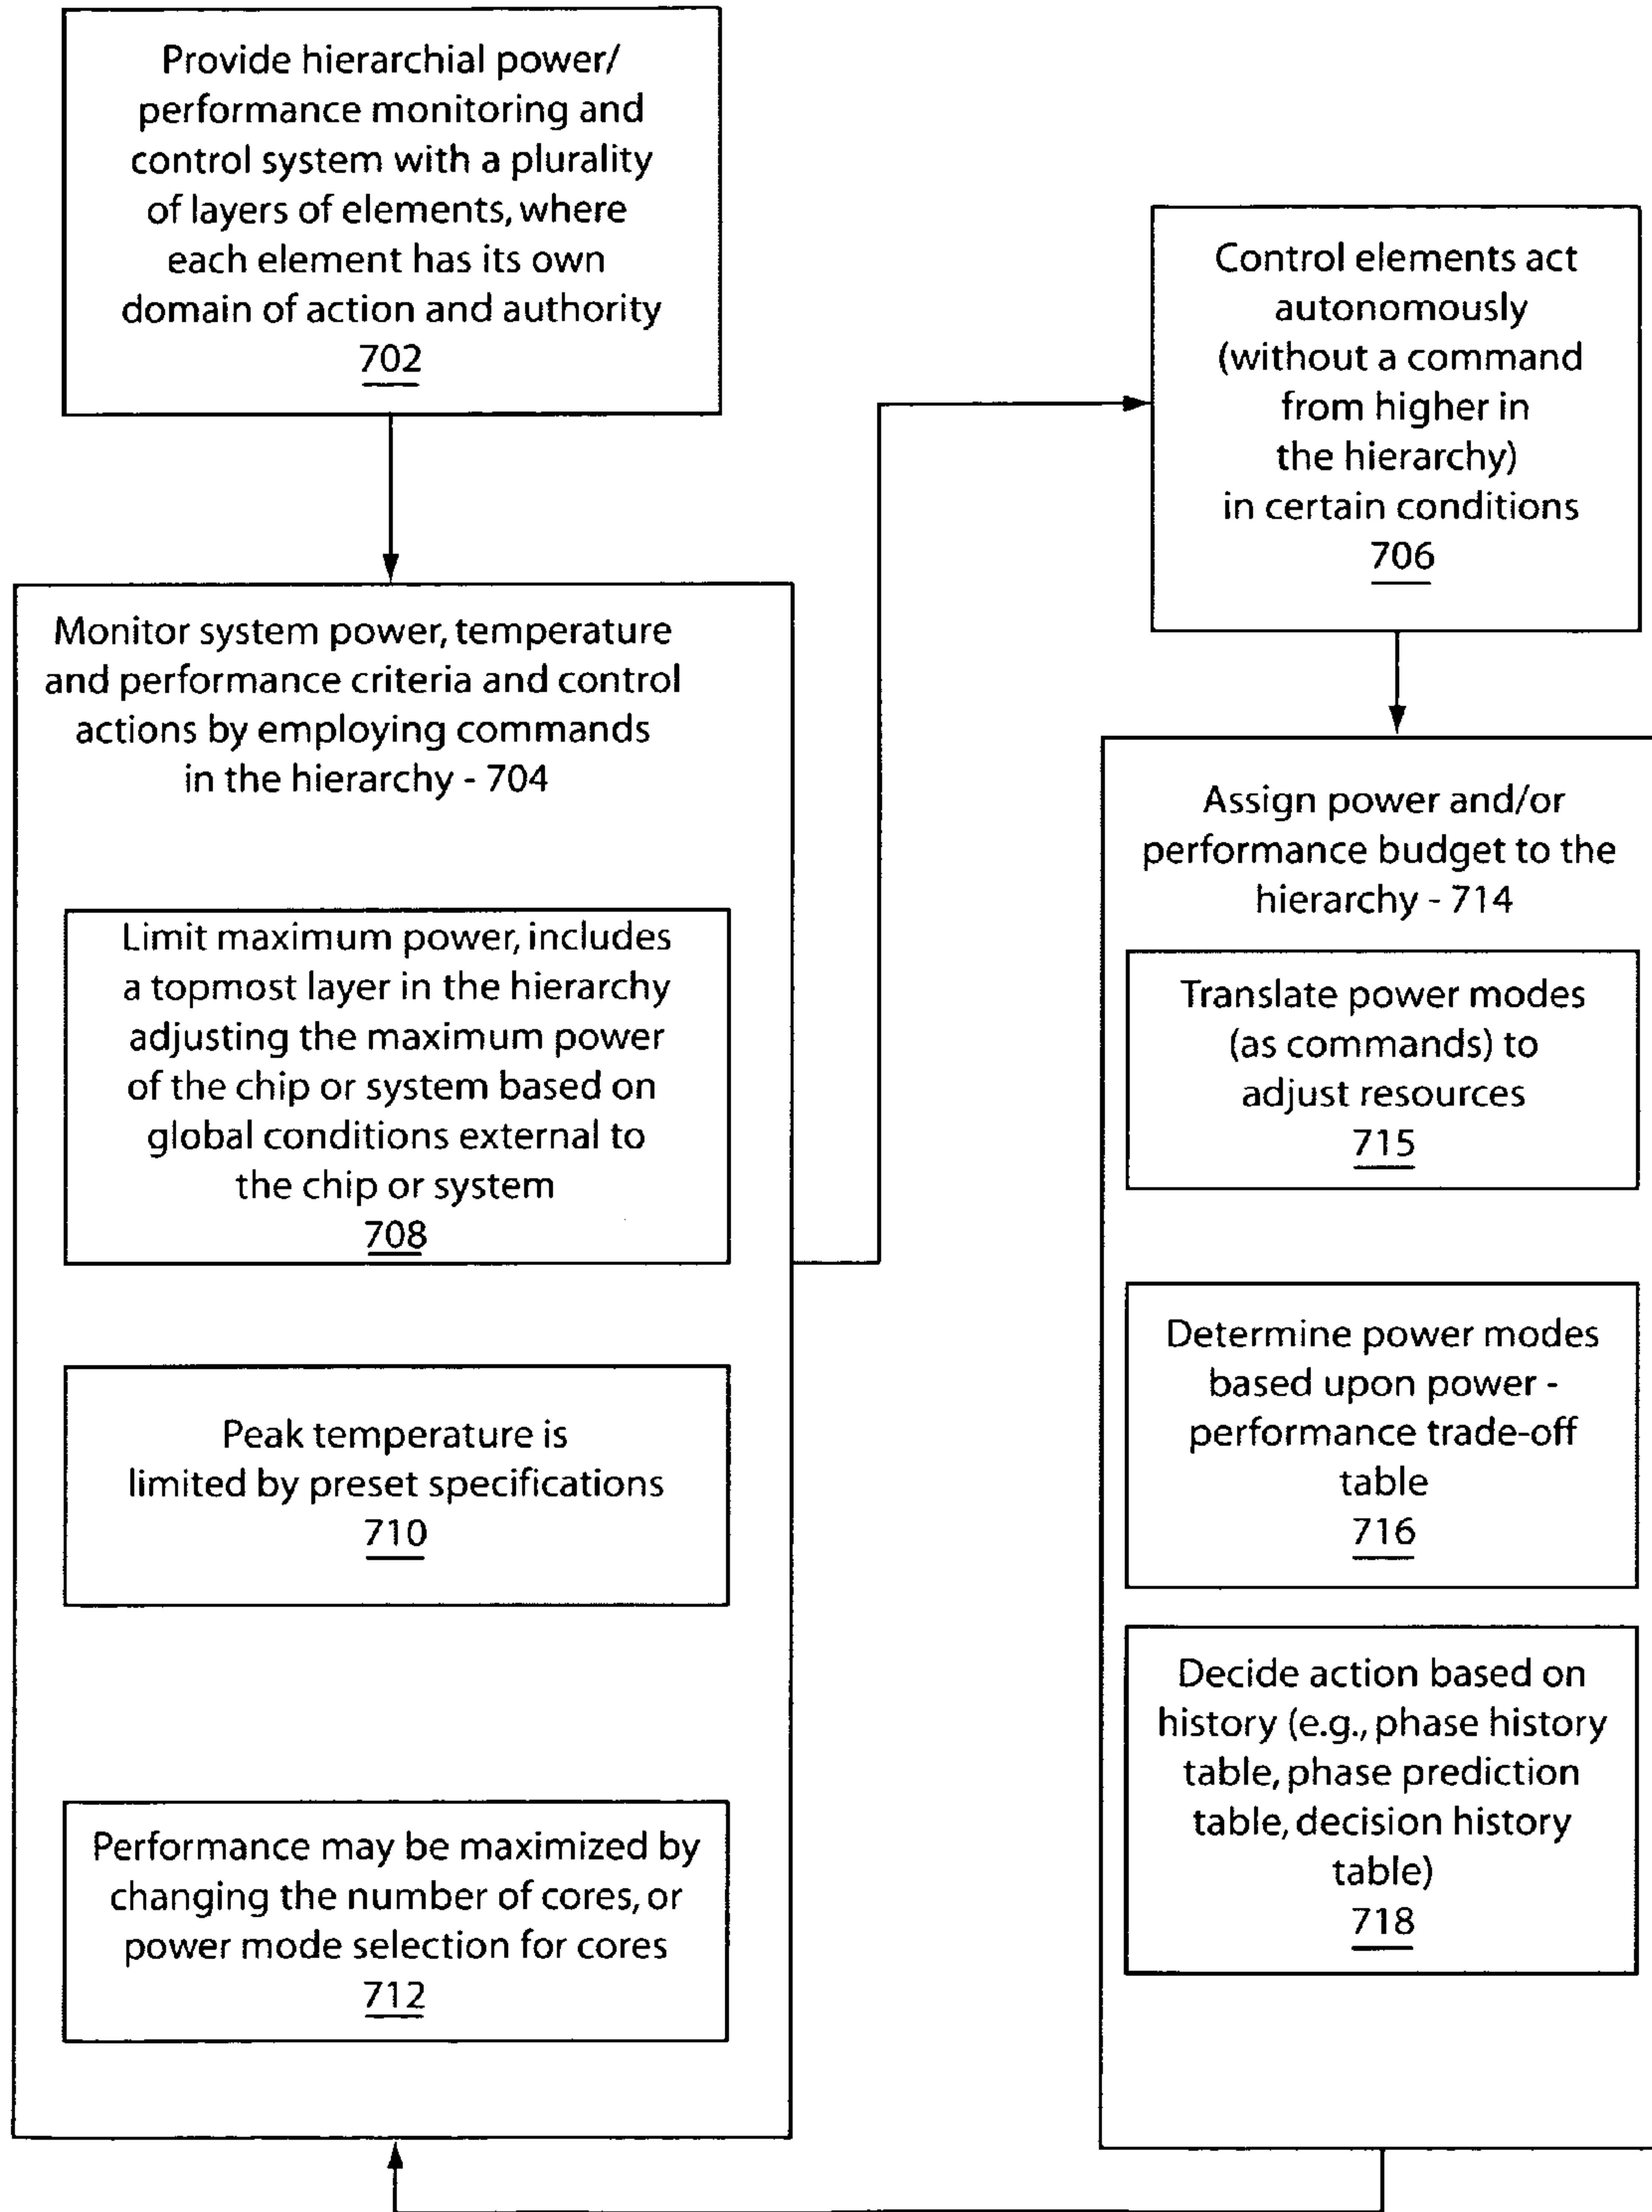 Provide hierarchial power/
performance monitoring and
control system with a plurality
of layers of elements, where
each element has its own
domain of action and authority
702
Monitor system power, temperature
and performance criteria and control
actions by employing commands
in the hierarchy - 704
Limit maximum power, includes
a topmost layer in the hierarchy
adjusting the maximum power
of the chip or system based on
global conditions external to
the chip or system
708
Peak temperature is
limited by preset specifications
710
Performance may be maximized by
changing the number of cores, or
power mode selection for cores
712
Control elements act
autonomously
(without a command
from higher in
the hierarchy)
in certain conditions
706
Assign power and/or
performance budget to the
hierarchy - 714
Translate power modes
(as commands) to
adjust resources
715
Determine power modes
based upon power -
performance trade-off
table
716
Decide action based on
history (e.g., phase history
table, phase prediction
table, decision history
table)
718